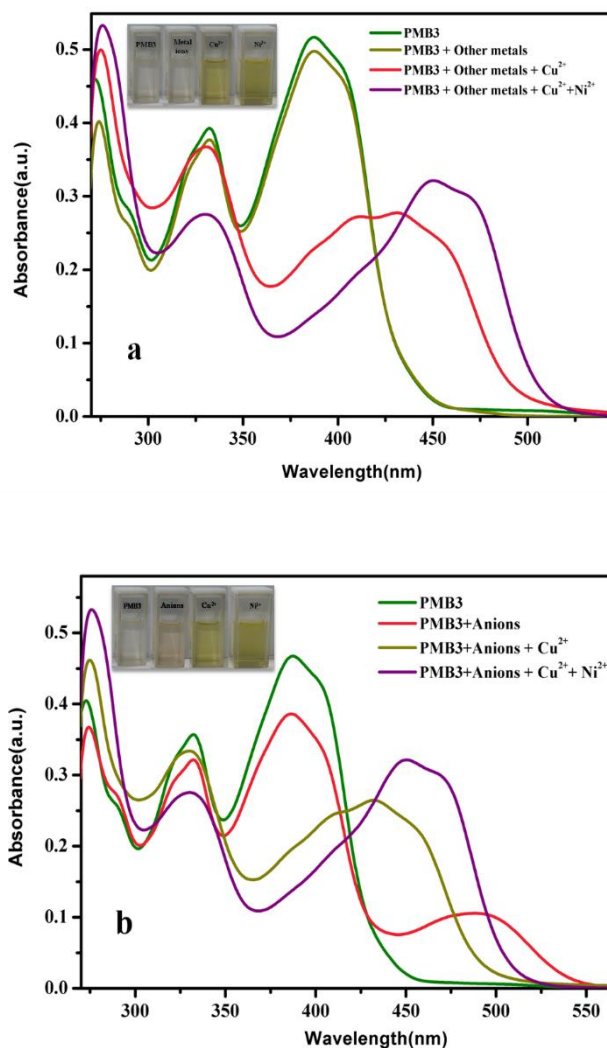 PMB3
Metal
ions
Cu²⁺
Ni²⁺
PMB3
PMB3 + Other metals
PMB3 + Other metals + Cu²⁺
PMB3 + Other metals + Cu²⁺+Ni²⁺
Absorbance(a.u.)
0.5
0.4
0.3
0.2
0.1
0.0
a
300 350 400 450 500
Wavelength(nm)
PMB3
Anions
Cu²⁺
PMB3
PMB3+Anions
PMB3+Anions + Cu²⁺
PMB3+Anions + Cu²⁺ + Ni²⁺
Absorbance(a.u.)
0.5
0.4
0.3
0.2
0.1
0.0
b
300 350 400 450 500 550
Wavelength(nm)